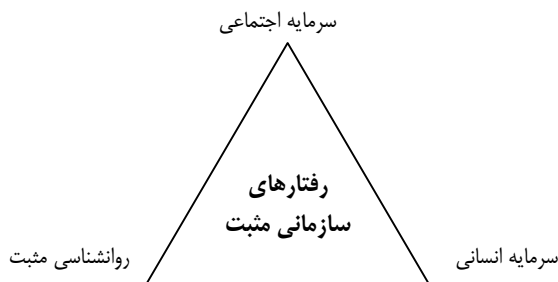 سرمایه اجتماعی
رفتارهای
سازمانی مثبت
سرمایه انسانی
روانشناسی مثبت